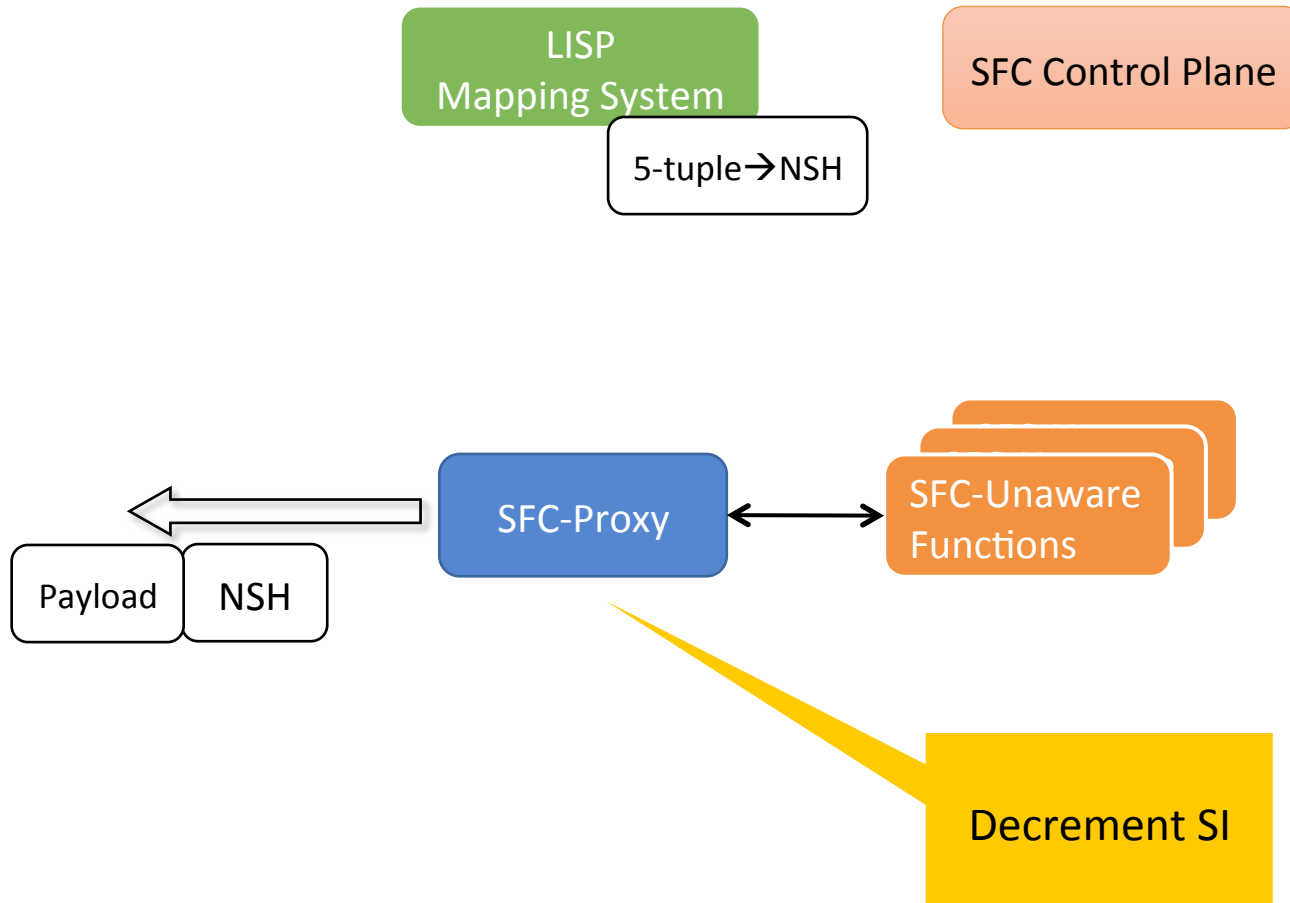 LISP
Mapping System
SFC Control Plane
5-tuple→NSH
SFC-Proxy
SFC-Unaware
Functions
Payload
NSH
Decrement SI